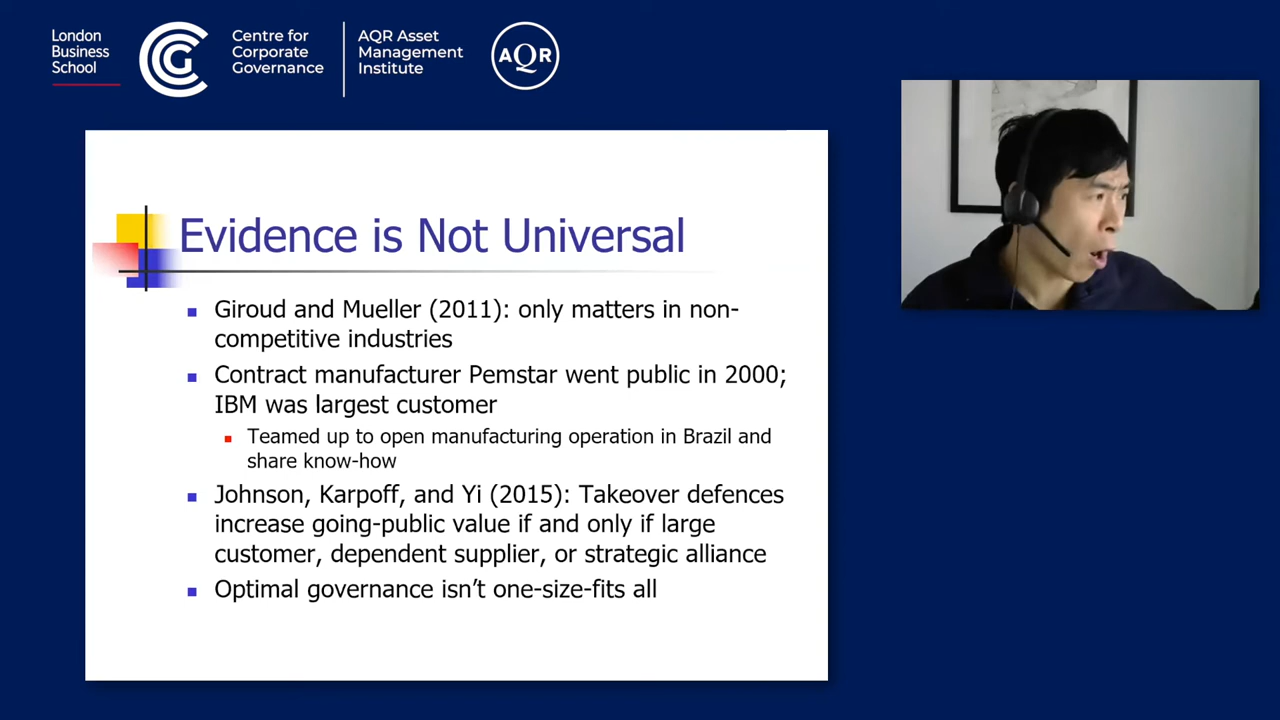 London
Business
School
Centre for
Corporate
Governance
AQR Asset
Management
Institute
AQR
Evidence is Not Universal
Giroud and Mueller (2011): only matters in non-
competitive industries
Contract manufacturer Pemstar went public in 2000;
IBM was largest customer
Teamed up to open manufacturing operation in Brazil and
share know-how
Johnson, Karpoff, and Yi (2015): Takeover defences
increase going-public value if and only if large
customer, dependent supplier, or strategic alliance
Optimal governance isn’t one-size-fits all